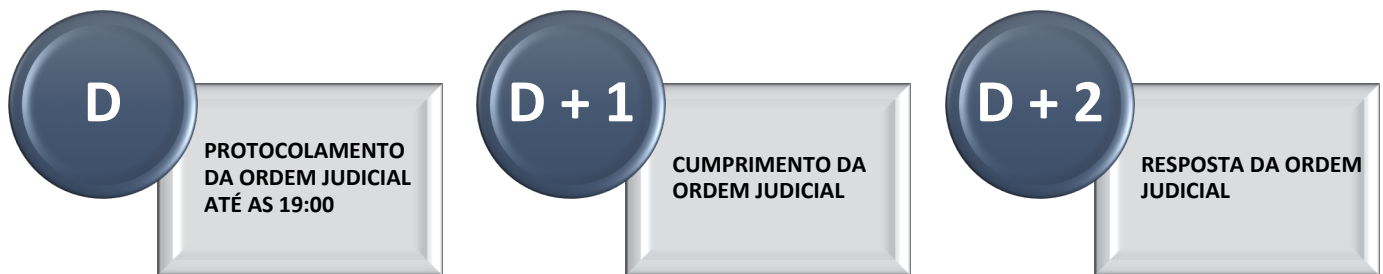 D
PROTOCOLAMENTO
DA ORDEM JUDICIAL
ATÉ AS 19:00
D + 1
CUMPRIMENTO DA
ORDEM JUDICIAL
D + 2
RESPOSTA DA ORDEM
JUDICIAL